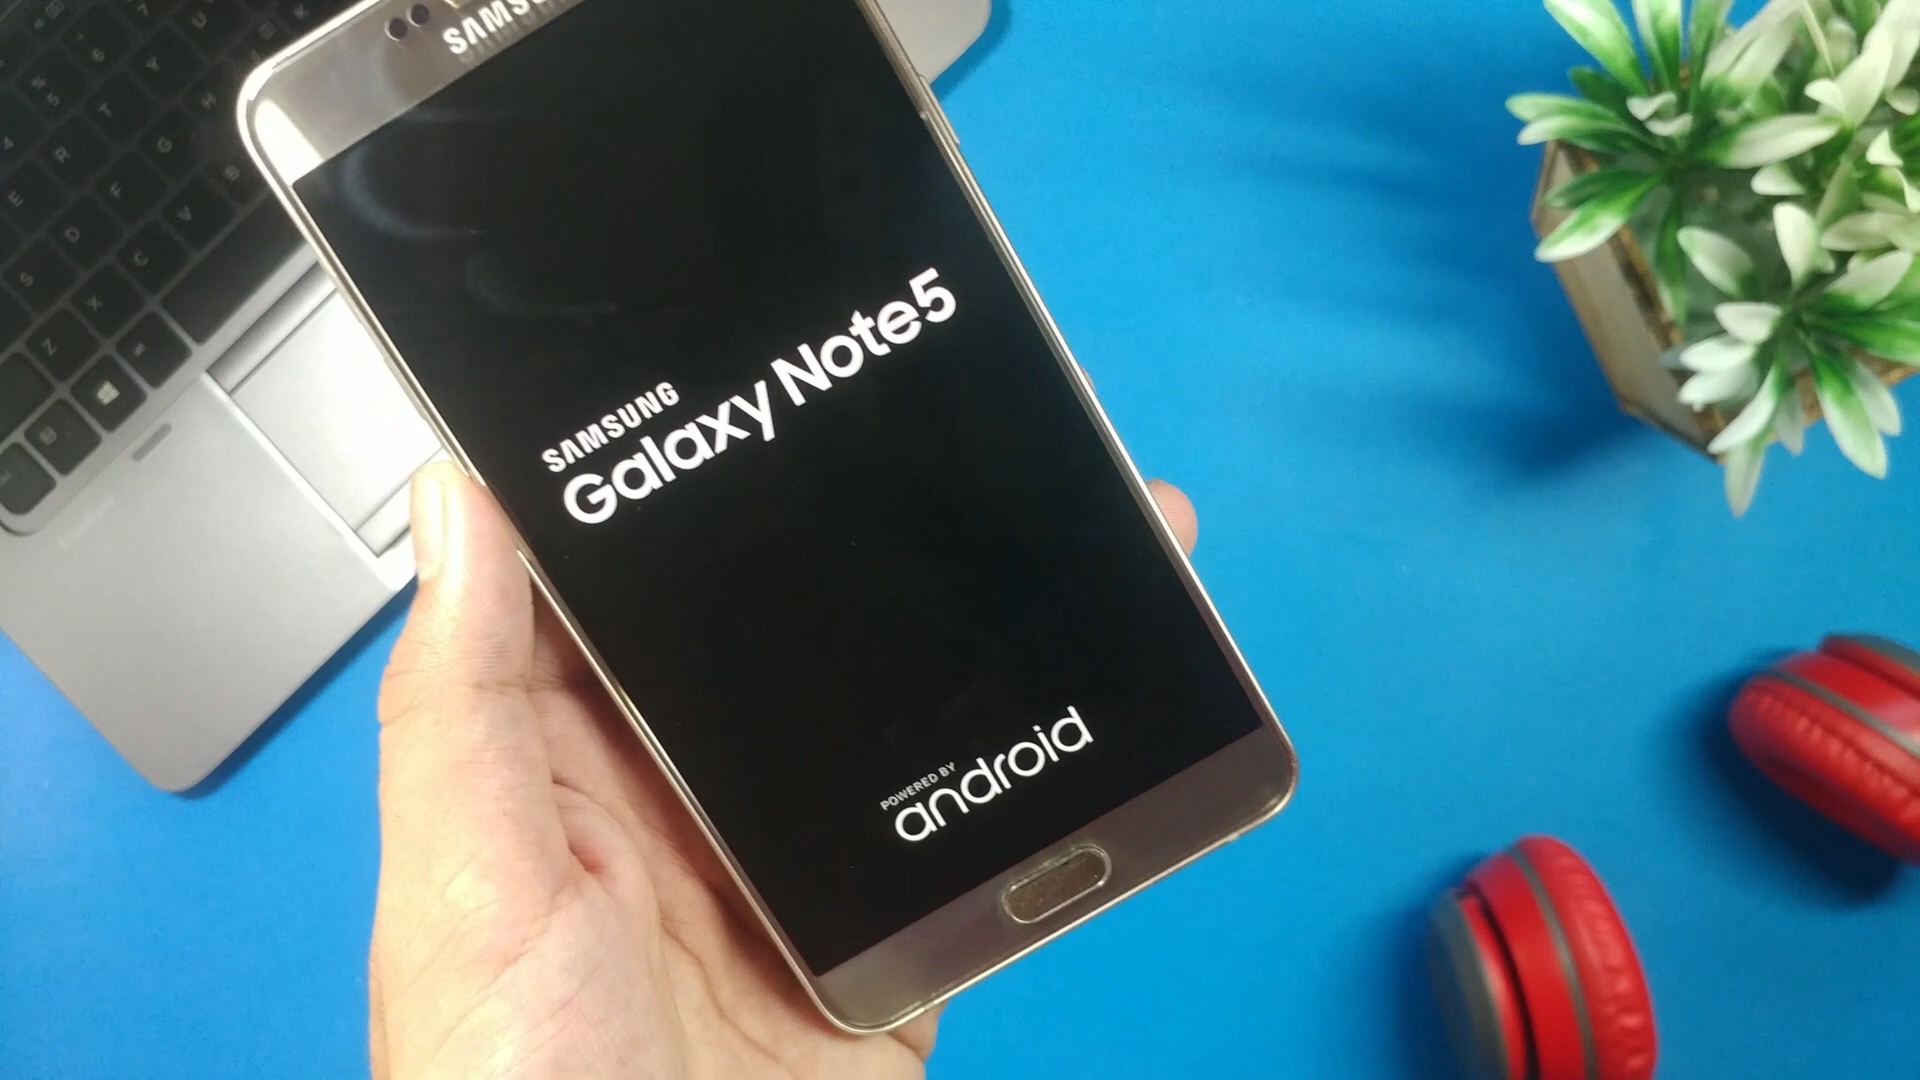 SAMSUNG
SAMSUNG
Galaxy Note5
POWERED BY
android